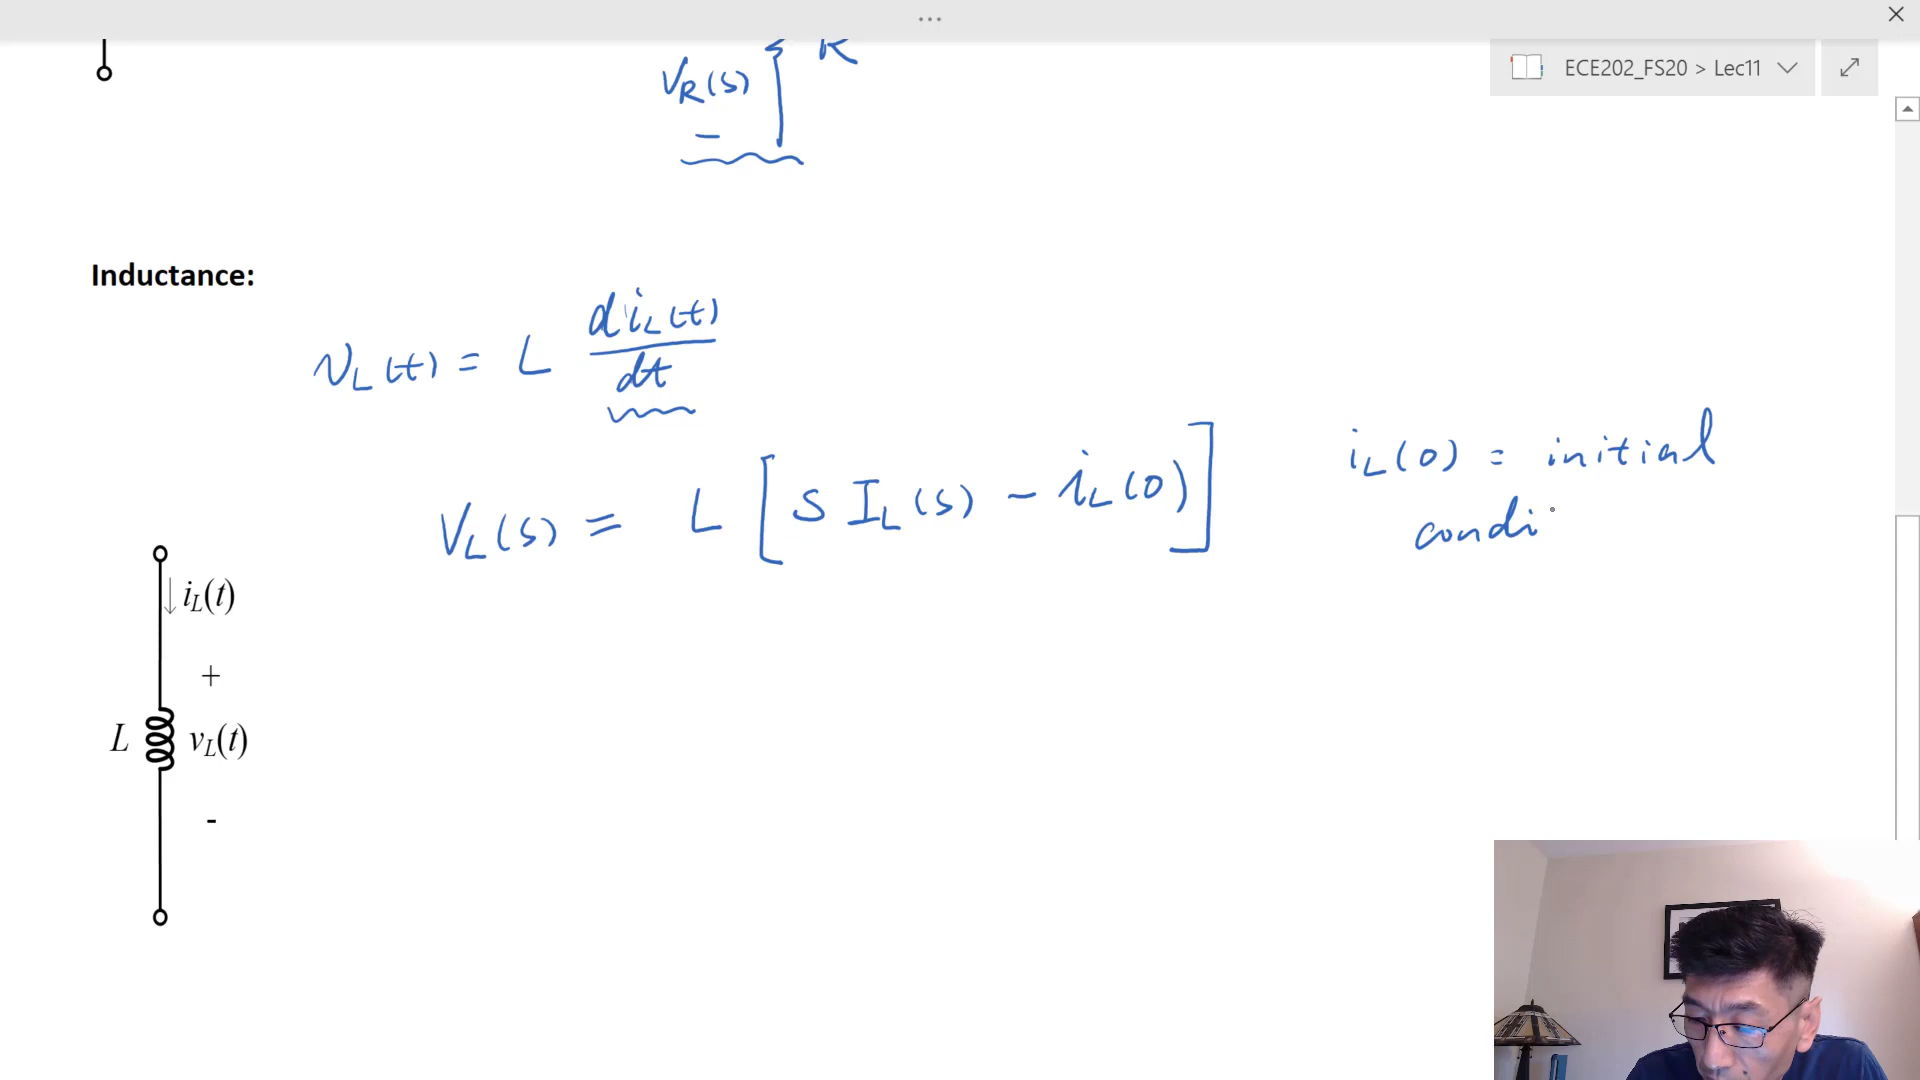 ...
ECE202_FS20 > Lec11
R
V_R(s)
-
Inductance:
v_L(t) = L di_L(t)/dt
V_L(s) = L [ s I_L(s) - i_L(0) ]
i_L(0) = initial
condi
i_L(t)
+
L v_L(t)
-